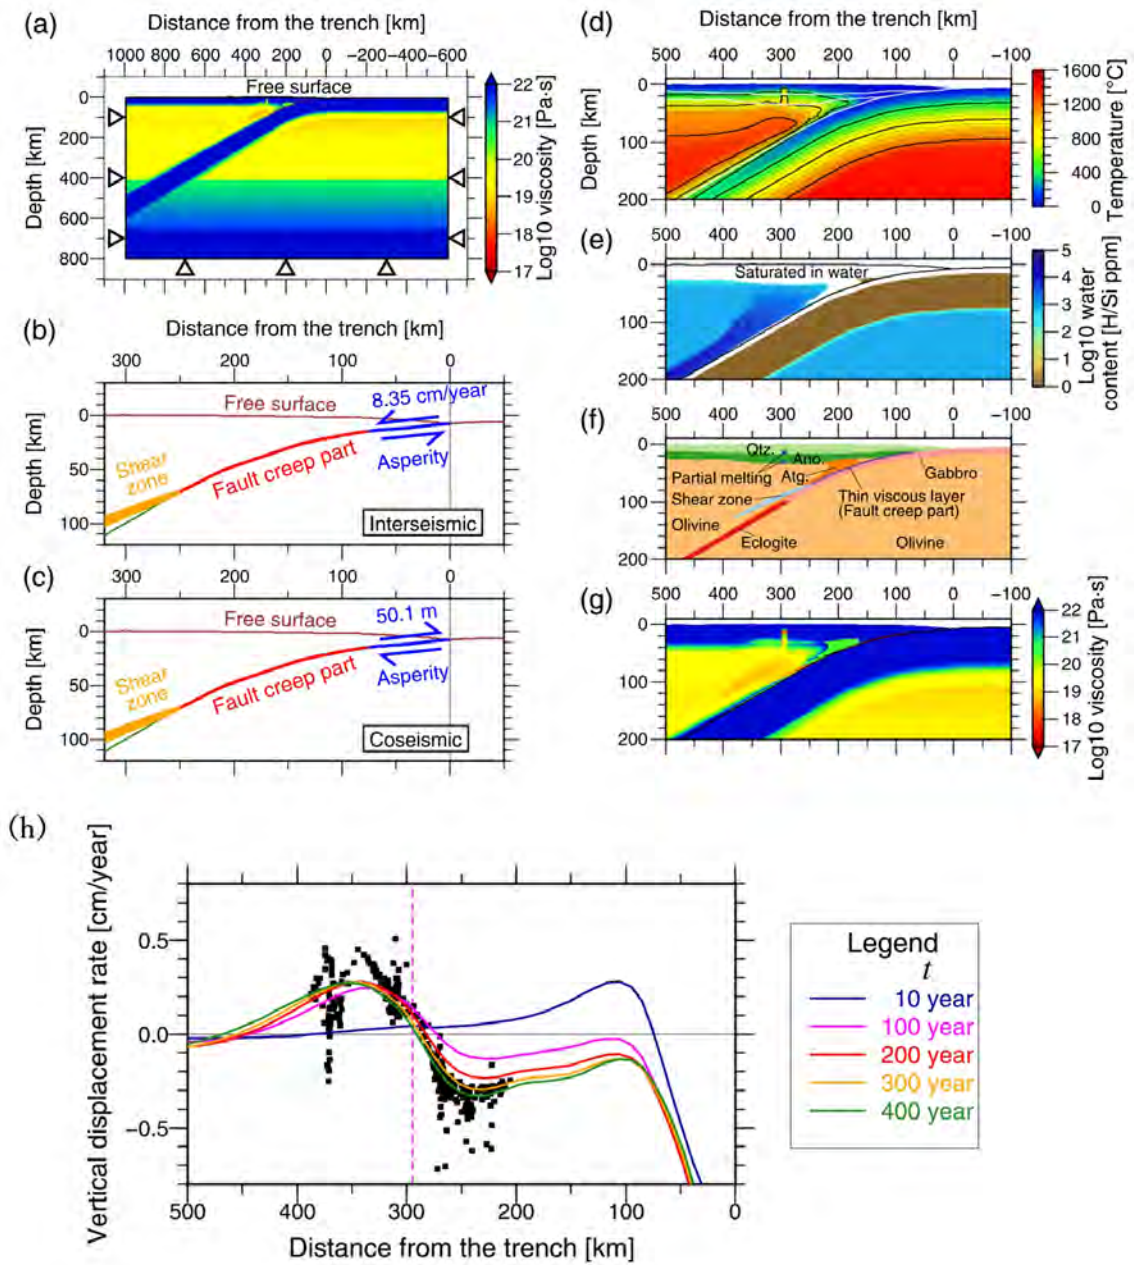 (a)
Distance from the trench [km]
1000 800 600 400 200 0 −200 −400 −600
Free surface
0
200
400
600
800
Depth [km]
22
21
20
19
18
17
Log10 viscosity [Pa·s]
(b)
Distance from the trench [km]
300 200 100 0
0
50
100
Depth [km]
Free surface
8.35 cm/year
Asperity
Fault creep part
Shear
zone
Interseismic
(c)
300 200 100 0
0
50
100
Depth [km]
Free surface
50.1 m
Asperity
Fault creep part
Shear
zone
Coseismic
(d)
Distance from the trench [km]
500 400 300 200 100 0 −100
0
100
200
Depth [km]
1600
1200
800
400
0
Temperature [°C]
(e)
500 400 300 200 100 0 −100
0
100
200
Saturated in water
5
4
3
2
1
0
Log10 water
content [H/Si ppm]
(f)
500 400 300 200 100 0 −100
0
100
200
Qtz.
Ano.
Partial melting
Atg.
Gabbro
Shear zone
Thin viscous layer
(Fault creep part)
Olivine
Eclogite
Olivine
(g)
500 400 300 200 100 0 −100
0
100
200
22
21
20
19
18
17
Log10 viscosity [Pa·s]
(h)
Vertical displacement rate [cm/year]
0.5
0.0
−0.5
500 400 300 200 100 0
Distance from the trench [km]
Legend
t
10 year
100 year
200 year
300 year
400 year